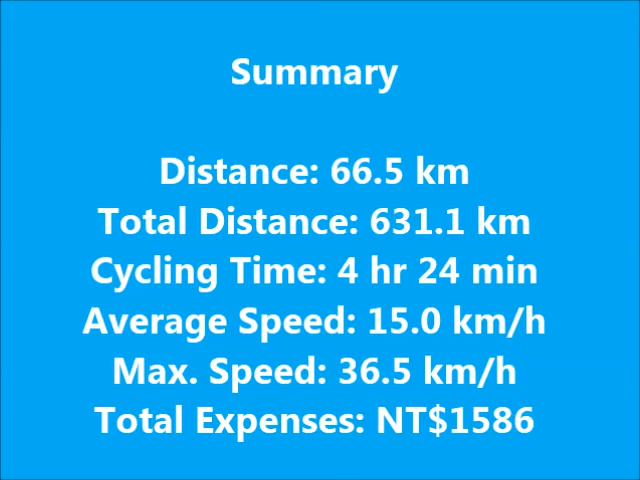 Summary
Distance: 66.5 km
Total Distance: 631.1 km
Cycling Time: 4 hr 24 min
Average Speed: 15.0 km/h
Max. Speed: 36.5 km/h
Total Expenses: NT$1586